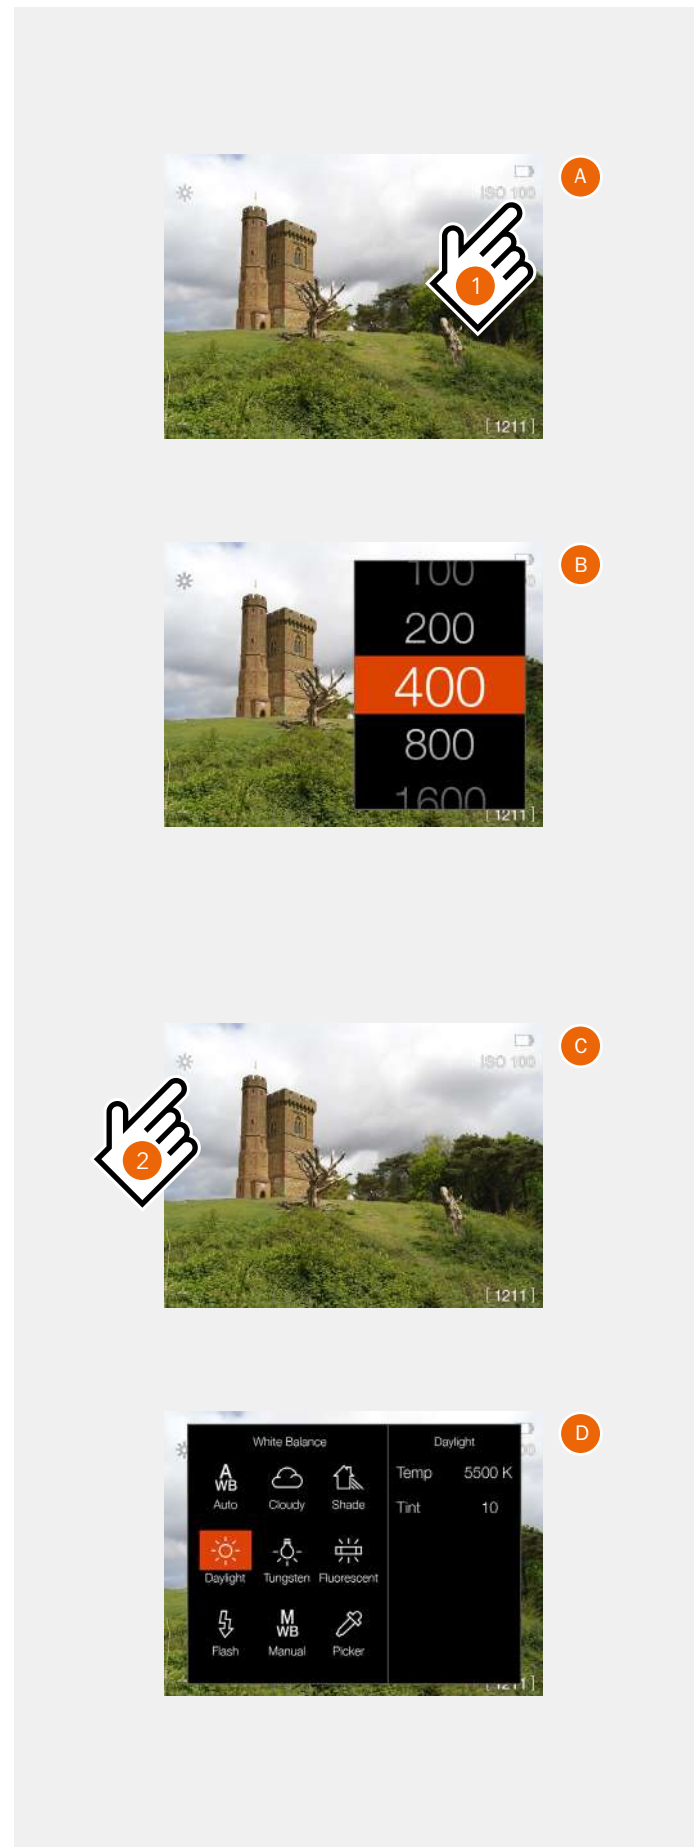 A
ISO 100
1
[ 1211 ]
B
100
200
400
800
1600
[ 1211 ]
C
ISO 100
2
[ 1211 ]
D
White Balance
Daylight
A
WB
Temp 5500 K
Auto
Cloudy
Shade
Tint 10
Daylight
Tungsten
Fluorescent
M
WB
Flash
Manual
Picker